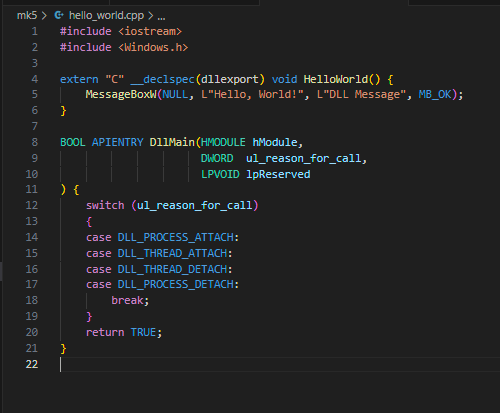 mk5 > hello_world.cpp > ...
1 #include <iostream>
2 #include <Windows.h>
3
4 extern "C" __declspec(dllexport) void HelloWorld() {
5     MessageBoxW(NULL, L"Hello, World!", L"DLL Message", MB_OK);
6 }
7
8 BOOL APIENTRY DllMain(HMODULE hModule,
9                       DWORD  ul_reason_for_call,
10                       LPVOID lpReserved
11 ) {
12     switch (ul_reason_for_call)
13     {
14     case DLL_PROCESS_ATTACH:
15     case DLL_THREAD_ATTACH:
16     case DLL_THREAD_DETACH:
17     case DLL_PROCESS_DETACH:
18         break;
19     }
20     return TRUE;
21 }
22